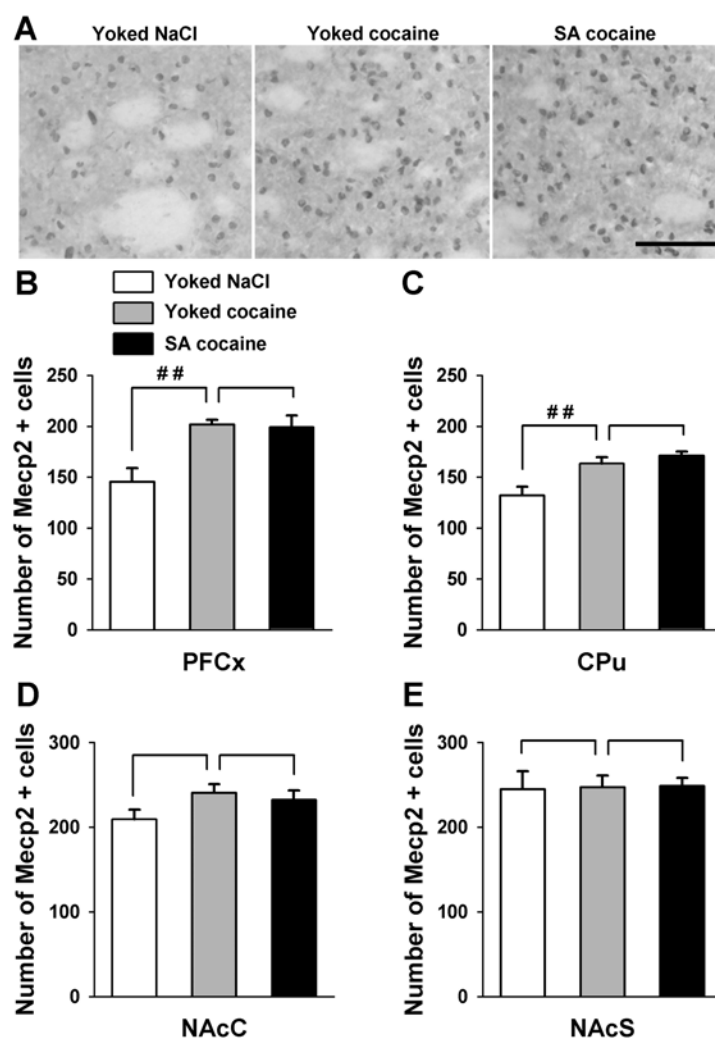 A
Yoked NaCl
Yoked cocaine
SA cocaine
B
Yoked NaCl
Yoked cocaine
SA cocaine
Number of Mecp2 + cells
250
200
150
100
50
0
# #
PFCx
C
Number of Mecp2 + cells
250
200
150
100
50
0
# #
CPu
D
Number of Mecp2 + cells
300
200
100
0
NAcC
E
Number of Mecp2 + cells
300
200
100
0
NAcS